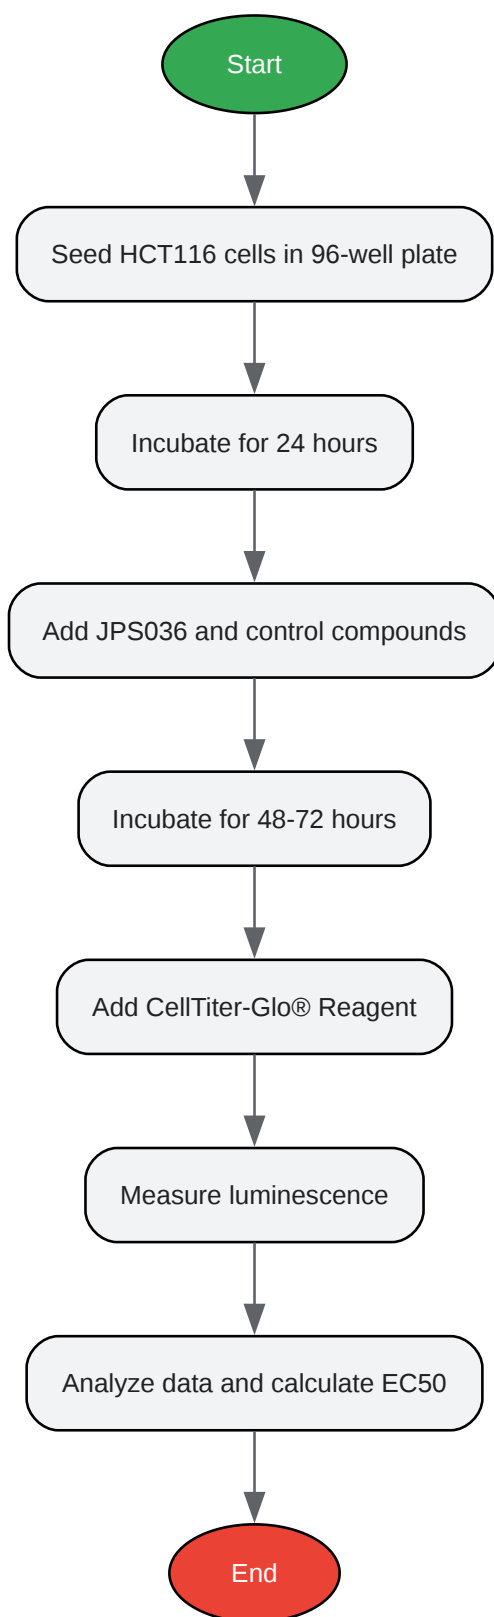 Start
Seed HCT116 cells in 96-well plate
Incubate for 24 hours
Add JPS036 and control compounds
Incubate for 48-72 hours
Add CellTiter-Glo® Reagent
Measure luminescence
Analyze data and calculate EC50
End